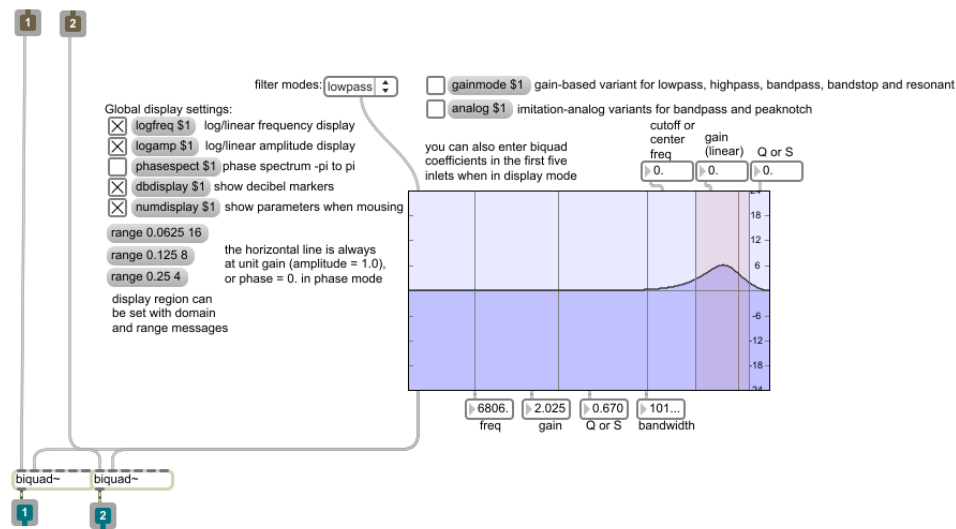 1
2
filter modes: lowpass
gainmode $1 gain-based variant for lowpass, highpass, bandpass, bandstop and resonant
analog $1 imitation-analog variants for bandpass and peaknotch
Global display settings:
logfreq $1 log/linear frequency display
logamp $1 log/linear amplitude display
phasespect $1 phase spectrum -pi to pi
dbdisplay $1 show decibel markers
numdisplay $1 show parameters when mousing
you can also enter biquad
coefficients in the first five
inlets when in display mode
cutoff or
center
freq
gain
(linear)
Q or S
0.
0.
0.
range 0.0625 16
range 0.125 8
range 0.25 4
the horizontal line is always
at unit gain (amplitude = 1.0),
or phase = 0. in phase mode
display region can
be set with domain
and range messages
24
18
12
6
-6
-12
-18
24
6806.
2.025
0.670
101...
freq
gain
Q or S
bandwidth
biquad~
biquad~
1
2